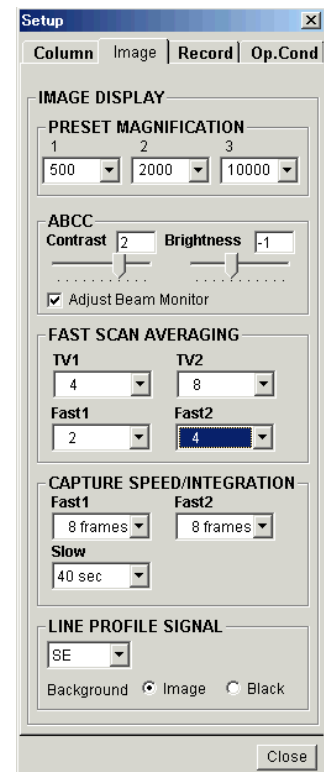 Setup
Column Image Record Op.Cond
IMAGE DISPLAY
PRESET MAGNIFICATION
1 2 3
500 2000 10000
ABCC
Contrast 2 Brightness -1
Adjust Beam Monitor
FAST SCAN AVERAGING
TV1 TV2
4 8
Fast1 Fast2
2 4
CAPTURE SPEED/INTEGRATION
Fast1 Fast2
8 frames 8 frames
Slow
40 sec
LINE PROFILE SIGNAL
SE
Background Image Black
Close